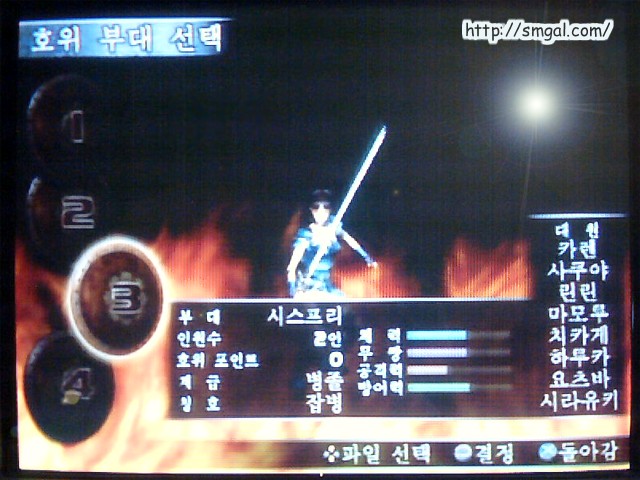 http://smgal.com/
호위 부대 선택
1
2
3
4
부 대 시스프리
인원수 2인
호위 포인트 0
계 급 병졸
칭 호 잡병
체 력
무 장
공격력
방어력
대 원
카렌
사쿠야
린린
마모루
치카게
하루카
요츠바
시라유키
파일 선택 결정 돌아감